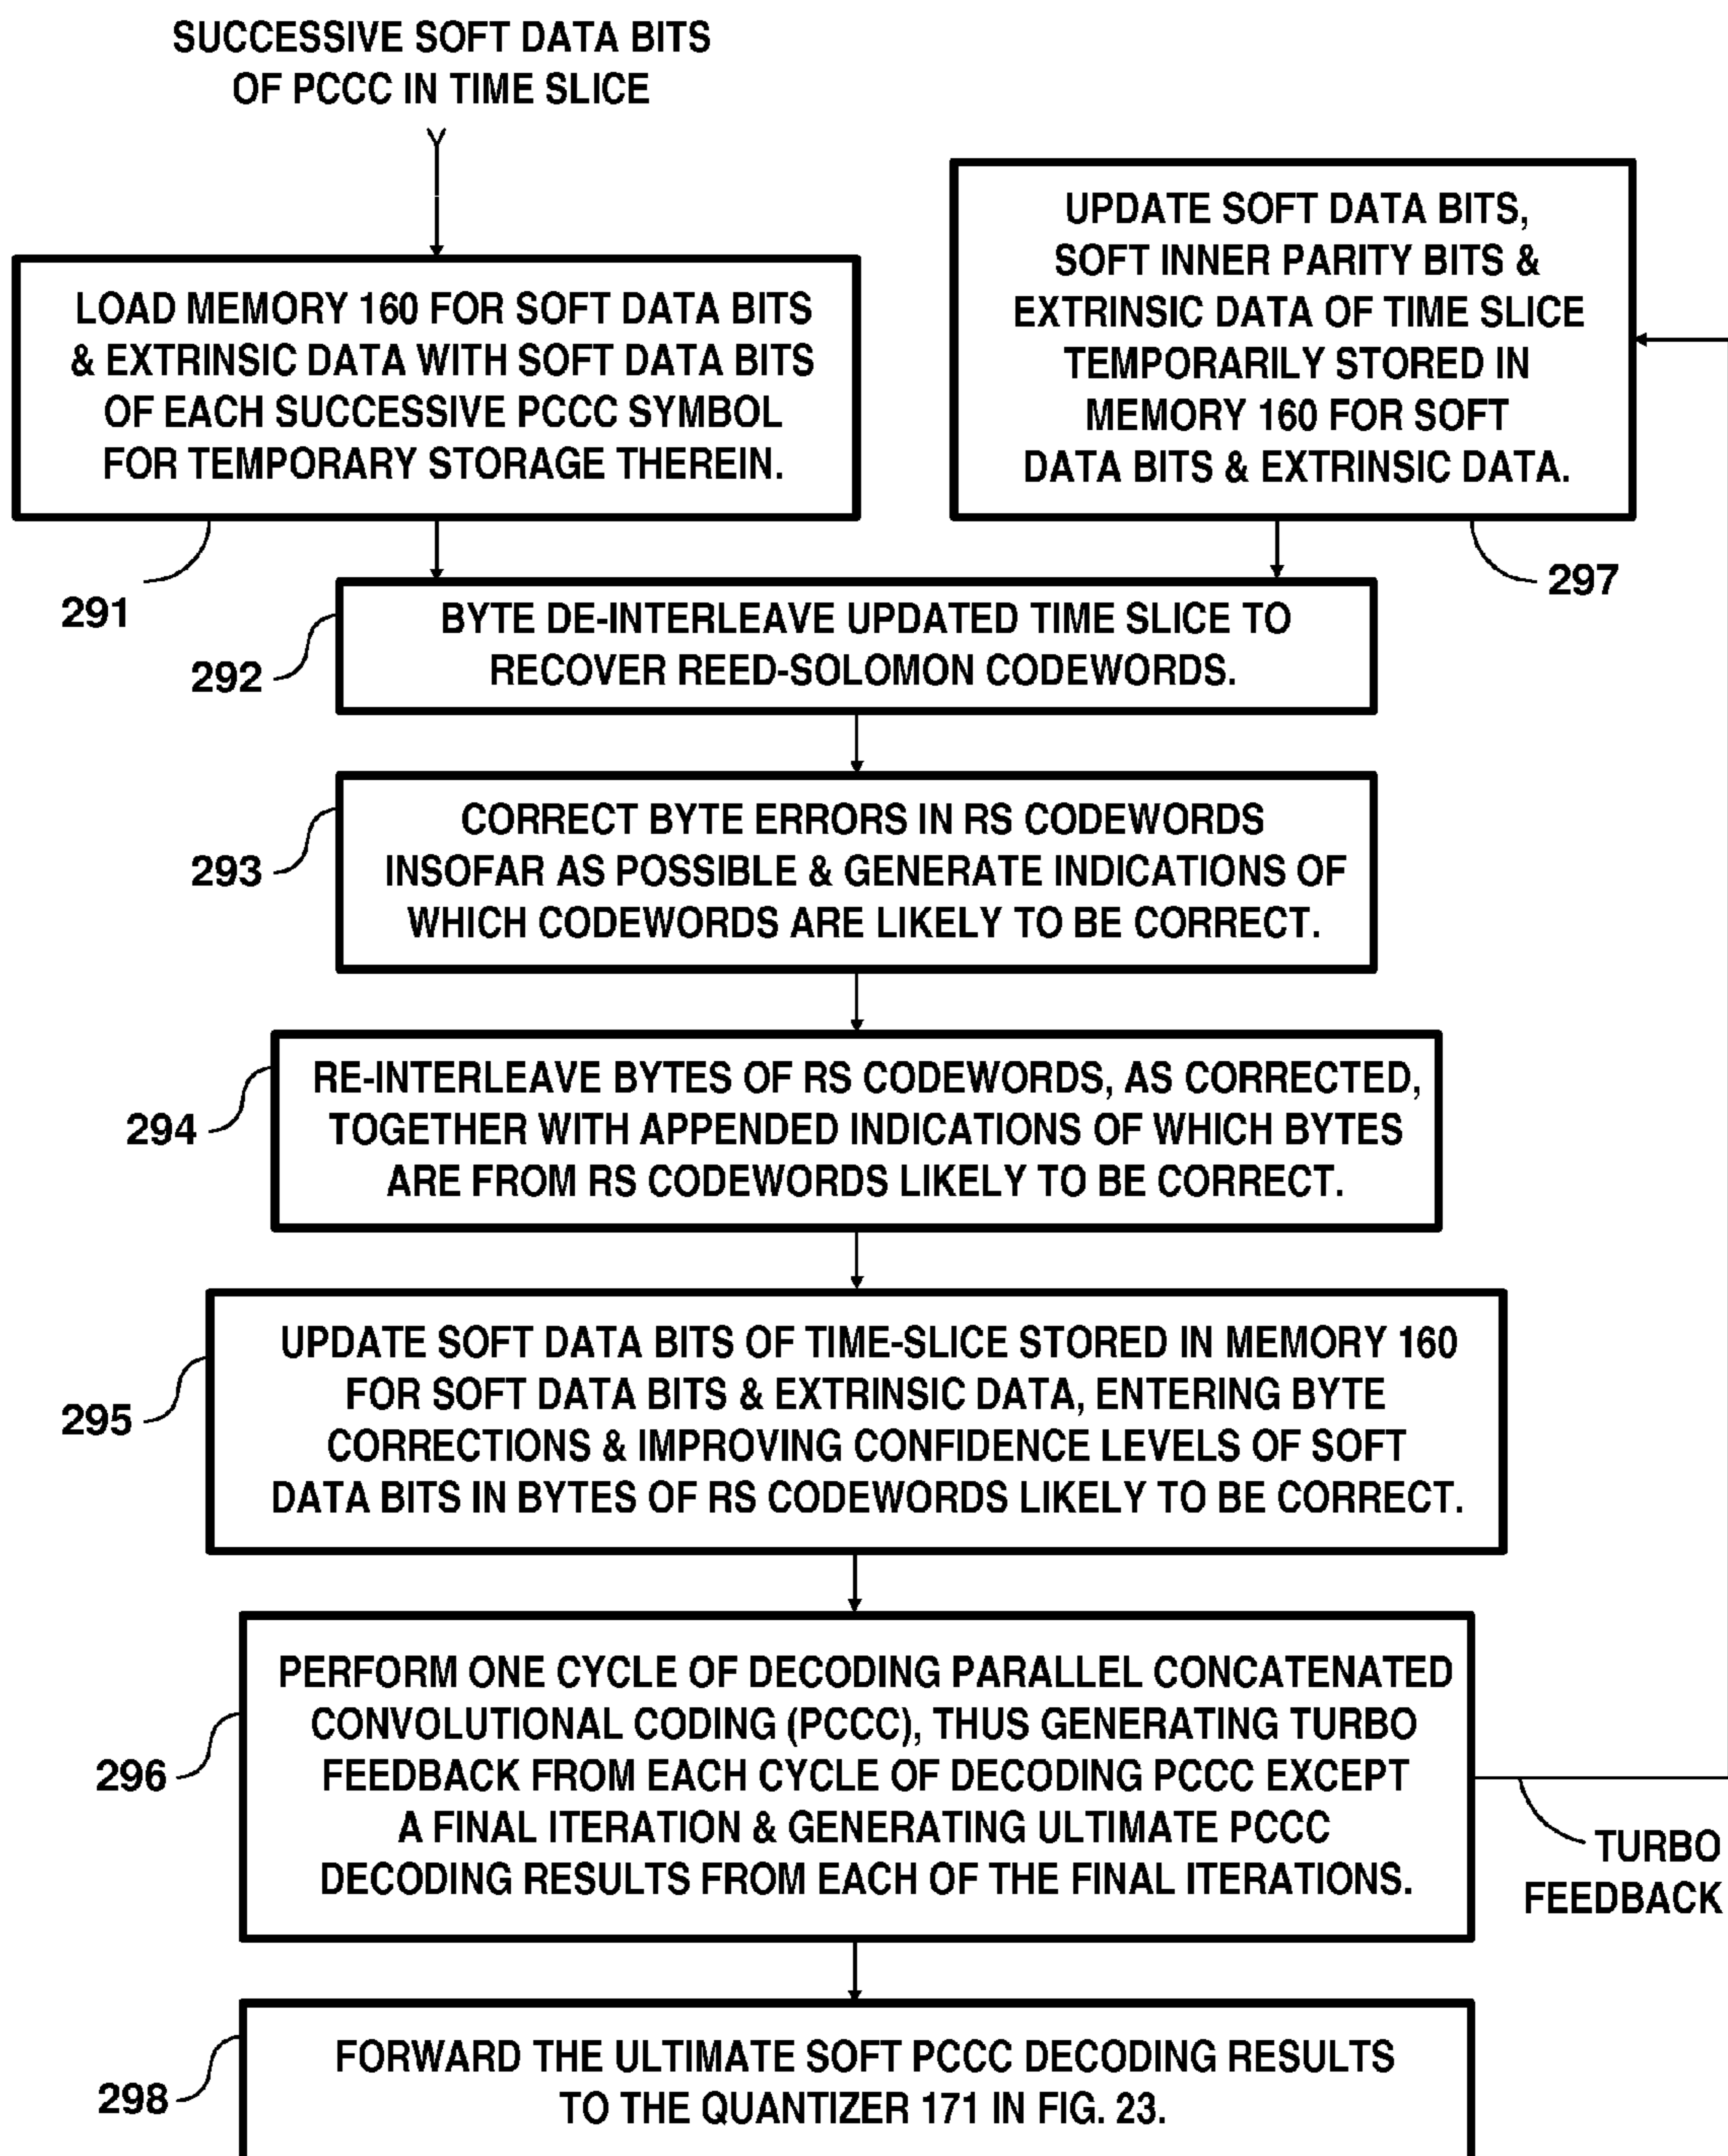 SUCCESSIVE SOFT DATA BITS
OF PCCC IN TIME SLICE
LOAD MEMORY 160 FOR SOFT DATA BITS
& EXTRINSIC DATA WITH SOFT DATA BITS
OF EACH SUCCESSIVE PCCC SYMBOL
FOR TEMPORARY STORAGE THEREIN.
291
UPDATE SOFT DATA BITS,
SOFT INNER PARITY BITS &
EXTRINSIC DATA OF TIME SLICE
TEMPORARILY STORED IN
MEMORY 160 FOR SOFT
DATA BITS & EXTRINSIC DATA.
297
BYTE DE-INTERLEAVE UPDATED TIME SLICE TO
RECOVER REED-SOLOMON CODEWORDS.
292
CORRECT BYTE ERRORS IN RS CODEWORDS
INSOFAR AS POSSIBLE & GENERATE INDICATIONS OF
WHICH CODEWORDS ARE LIKELY TO BE CORRECT.
293
RE-INTERLEAVE BYTES OF RS CODEWORDS, AS CORRECTED,
TOGETHER WITH APPENDED INDICATIONS OF WHICH BYTES
ARE FROM RS CODEWORDS LIKELY TO BE CORRECT.
294
UPDATE SOFT DATA BITS OF TIME-SLICE STORED IN MEMORY 160
FOR SOFT DATA BITS & EXTRINSIC DATA, ENTERING BYTE
CORRECTIONS & IMPROVING CONFIDENCE LEVELS OF SOFT
DATA BITS IN BYTES OF RS CODEWORDS LIKELY TO BE CORRECT.
295
PERFORM ONE CYCLE OF DECODING PARALLEL CONCATENATED
CONVOLUTIONAL CODING (PCCC), THUS GENERATING TURBO
FEEDBACK FROM EACH CYCLE OF DECODING PCCC EXCEPT
A FINAL ITERATION & GENERATING ULTIMATE PCCC
DECODING RESULTS FROM EACH OF THE FINAL ITERATIONS.
296
TURBO
FEEDBACK
FORWARD THE ULTIMATE SOFT PCCC DECODING RESULTS
TO THE QUANTIZER 171 IN FIG. 23.
298